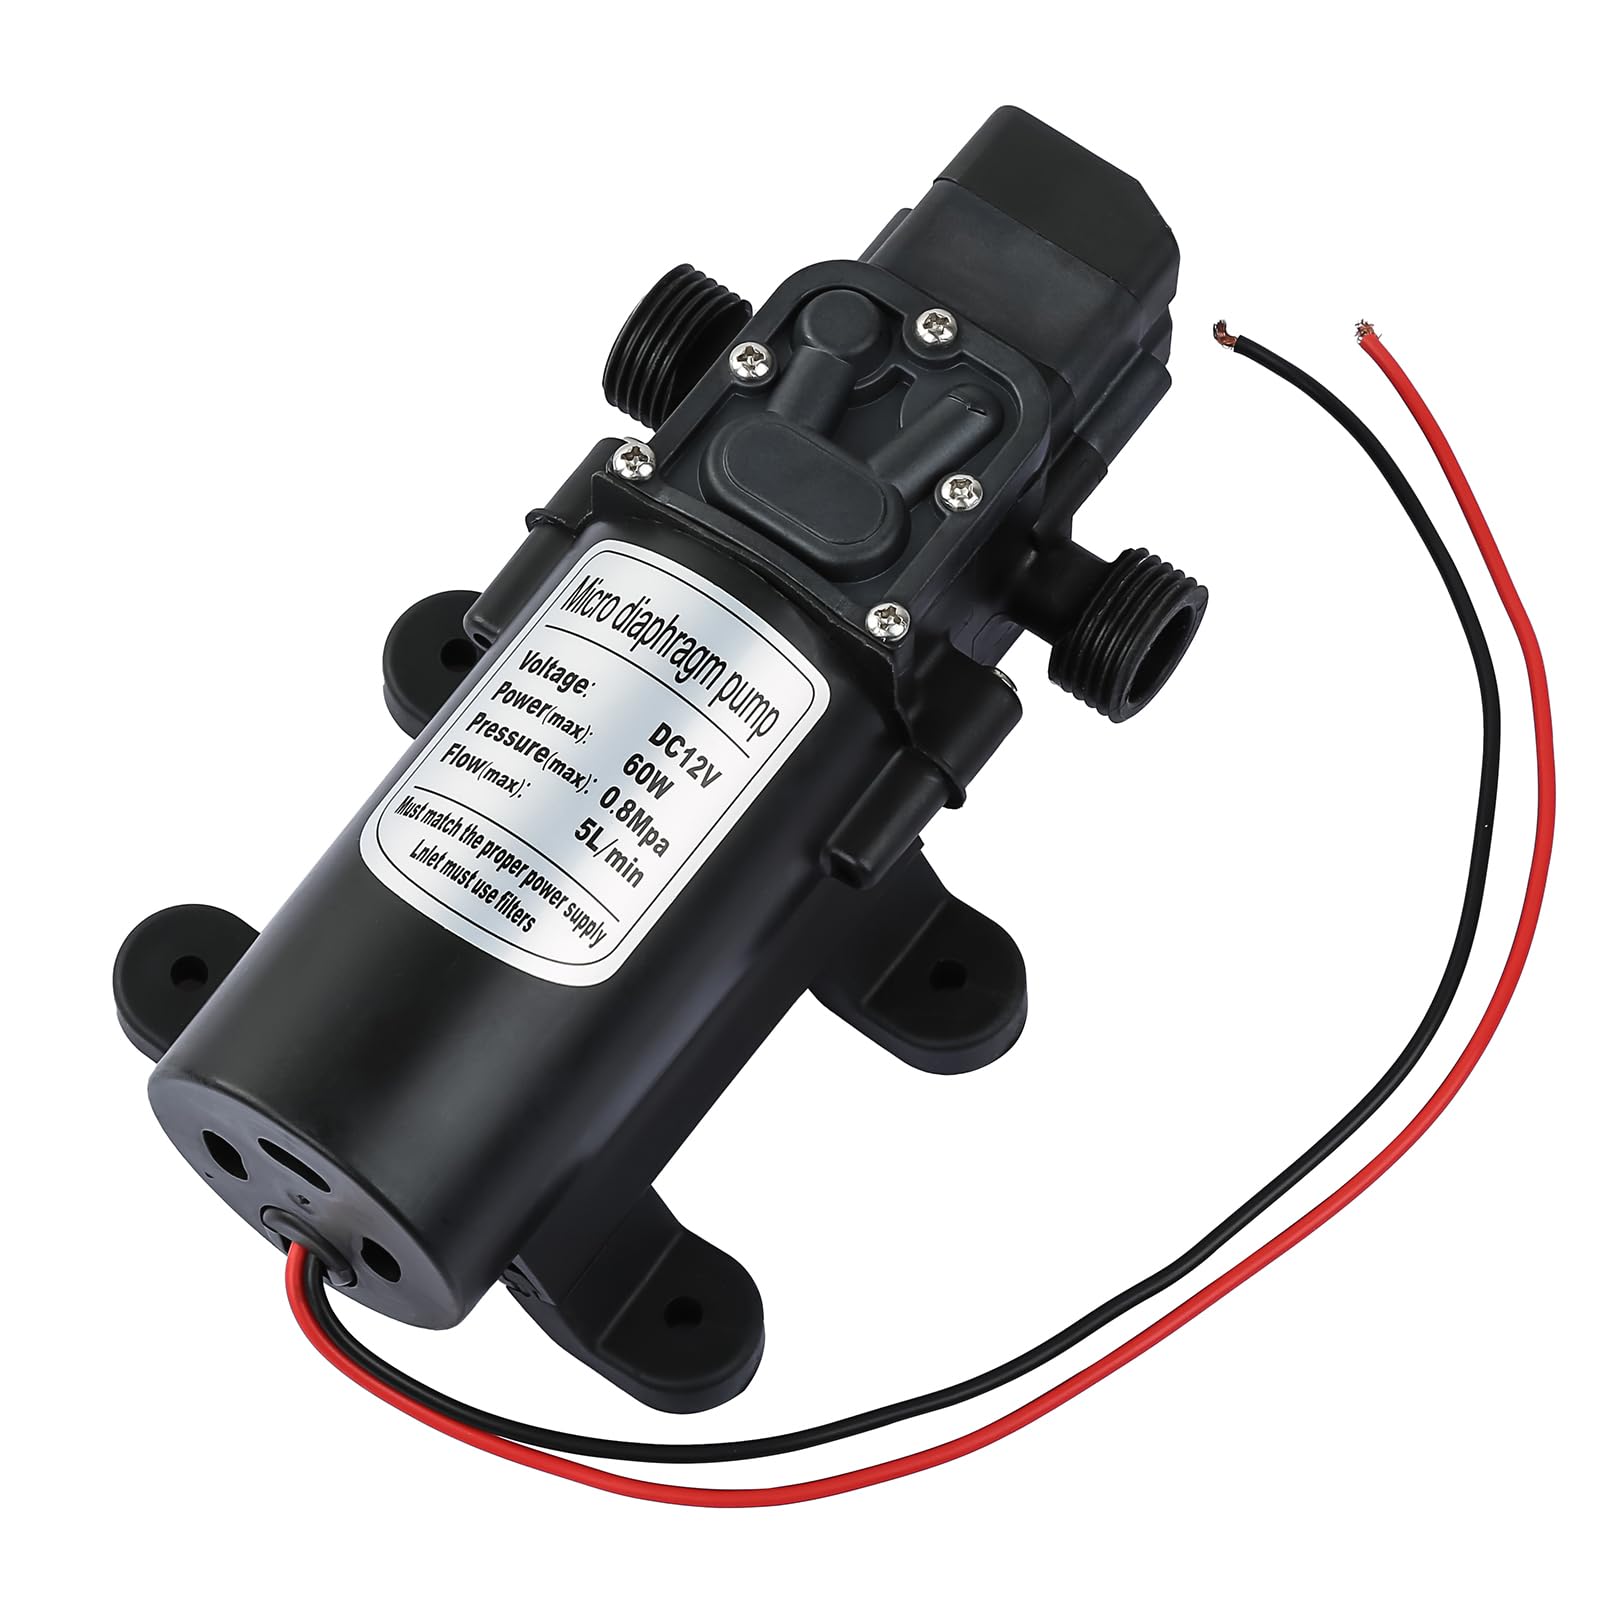 Micro diaphragm pump
Voltage: DC12V
Power(max): 60W
Pressure(max): 0.8Mpa
Flow(max): 5L/min
Must match the proper power supply
Lnlet must use filters